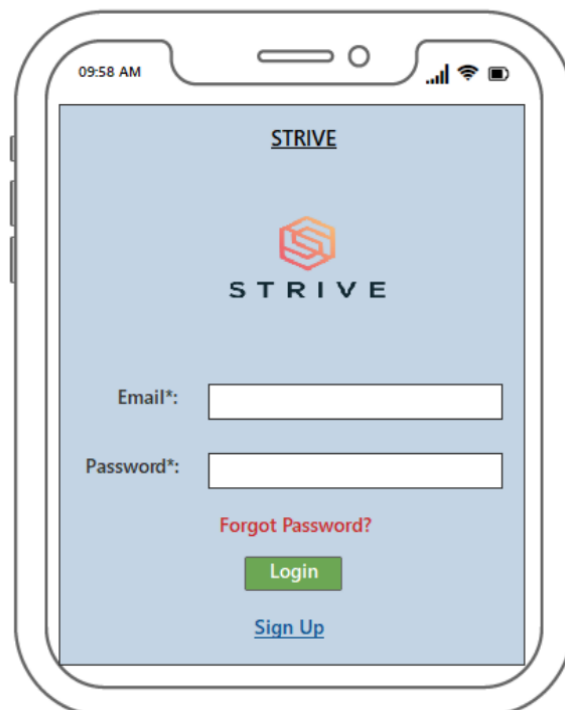 09:58 AM
STRIVE
STRIVE
Email*:
Password*:
Forgot Password?
Login
Sign Up